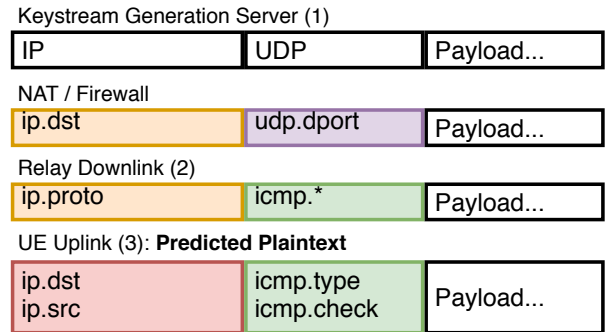 Keystream Generation Server (1)
IP UDP Payload...
NAT / Firewall
ip.dst udp.dport Payload...
Relay Downlink (2)
ip.proto icmp.* Payload...
UE Uplink (3): Predicted Plaintext
ip.dst icmp.type
ip.src icmp.check Payload...